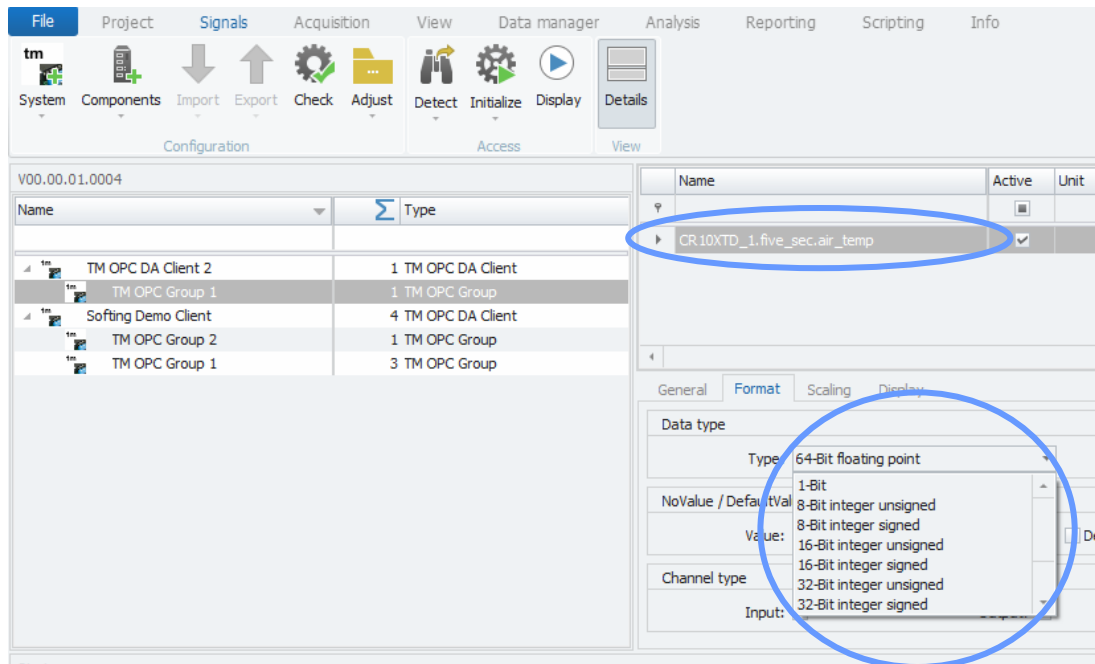 File Project Signals Acquisition View Data manager Analysis Reporting Scripting Info
tm
System Components Import Export Check Adjust Detect Initialize Display Details
Configuration Access View
V00.00.01.0004
Name Type
TM OPC DA Client 2 1 TM OPC DA Client
TM OPC Group 1 1 TM OPC Group
Softing Demo Client 4 TM OPC DA Client
TM OPC Group 2 1 TM OPC Group
TM OPC Group 1 3 TM OPC Group
Name Active Unit
CR10XTD_1.five_sec.air_temp
General Format Scaling Display
Data type
Type: 64-Bit floating point
1-Bit
NoValue / DefaultVal
8-Bit integer unsigned
8-Bit integer signed
Value:
16-Bit integer unsigned
16-Bit integer signed
Channel type
32-Bit integer unsigned
32-Bit integer signed
Input: